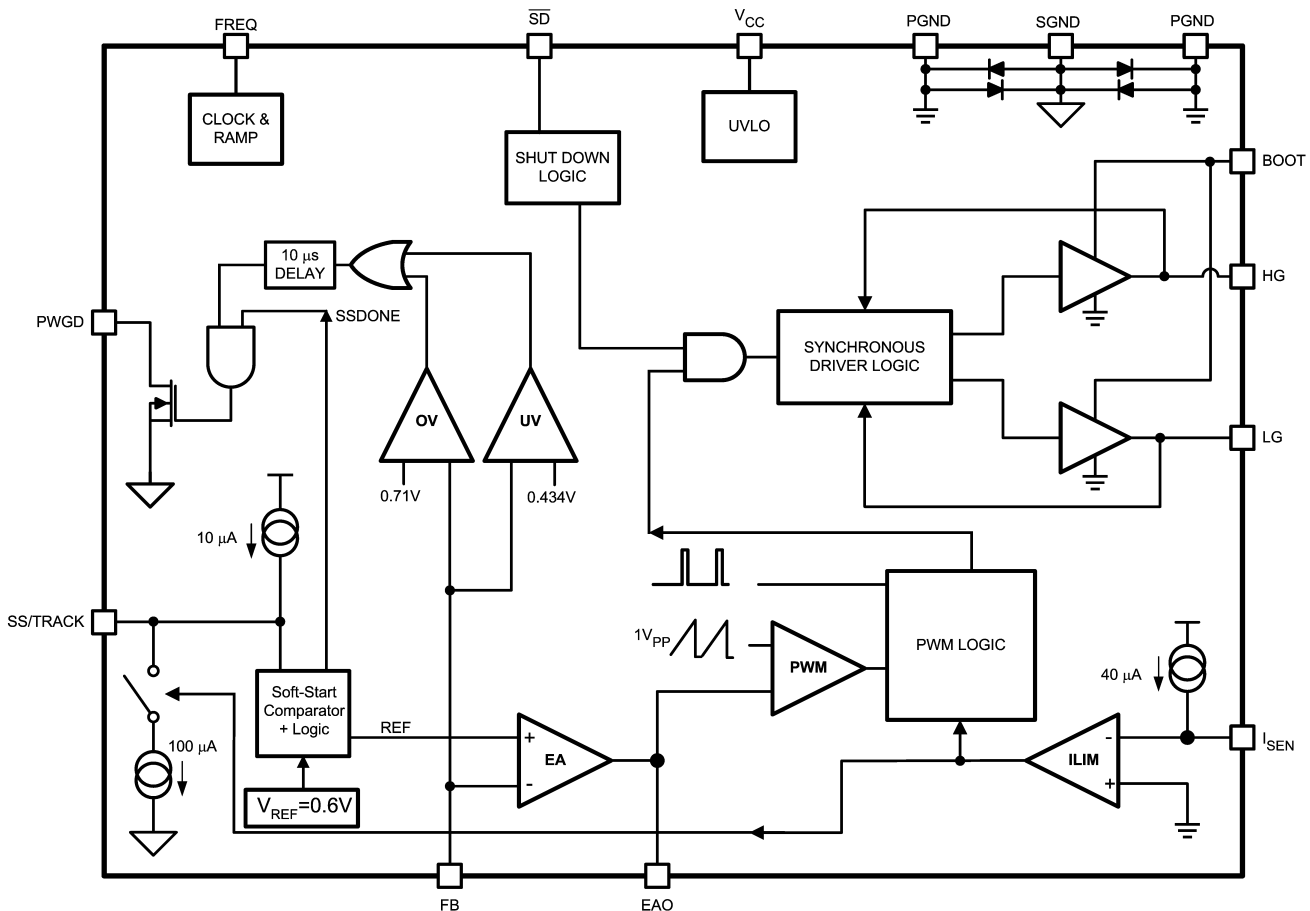 FREQ
SD
VCC
PGND
SGND
PGND
CLOCK &
RAMP
UVLO
SHUT DOWN
LOGIC
BOOT
10 μs
DELAY
HG
PWGD
SSDONE
SYNCHRONOUS
DRIVER LOGIC
OV
UV
LG
0.71V
0.434V
10 μA
SS/TRACK
1VPP
PWM
PWM LOGIC
40 μA
Soft-Start
Comparator
+ Logic
REF
100 μA
+
EA
-
-
ILIM
+
ISEN
VREF=0.6V
FB
EAO